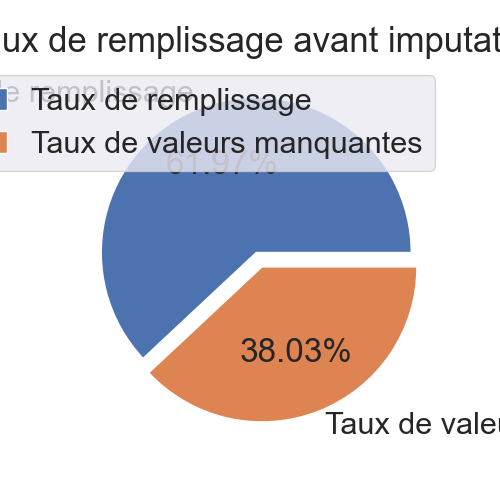 ux de remplissage avant imputat
e remplissage
Taux de remplissage
Taux de valeurs manquantes
61.97%
38.03%
Taux de valeu